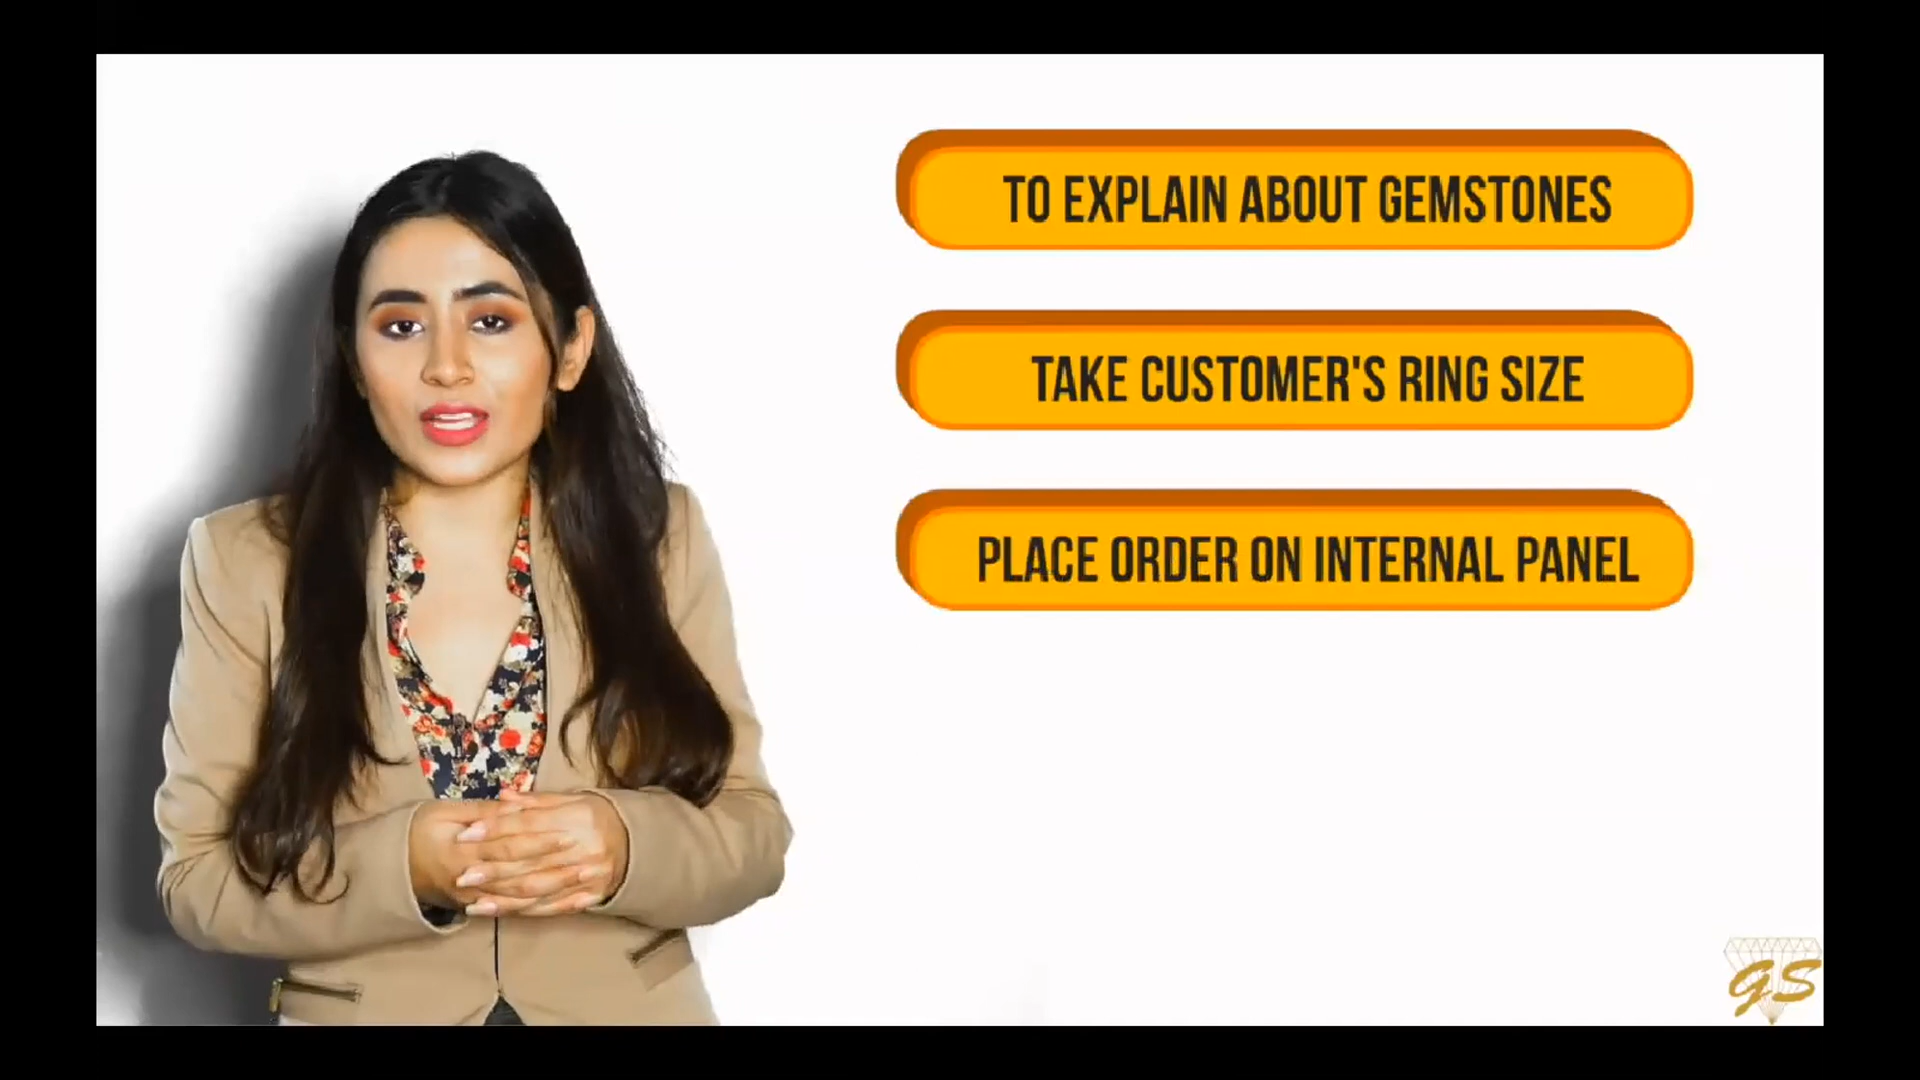 TO EXPLAIN ABOUT GEMSTONES
TAKE CUSTOMER'S RING SIZE
PLACE ORDER ON INTERNAL PANEL
GS